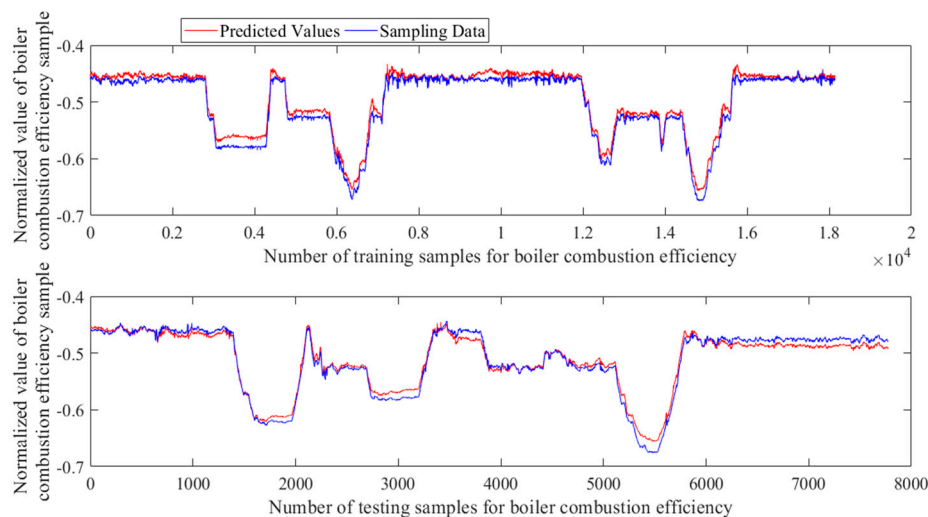 Predicted Values Sampling Data
Normalized value of boiler
combustion efficiency sample
-0.4
-0.5
-0.6
-0.7
0 0.2 0.4 0.6 0.8 1 1.2 1.4 1.6 1.8 2
Number of training samples for boiler combustion efficiency
×10⁴
Normalized value of boiler
combustion efficiency sample
-0.4
-0.5
-0.6
-0.7
0 1000 2000 3000 4000 5000 6000 7000 8000
Number of testing samples for boiler combustion efficiency